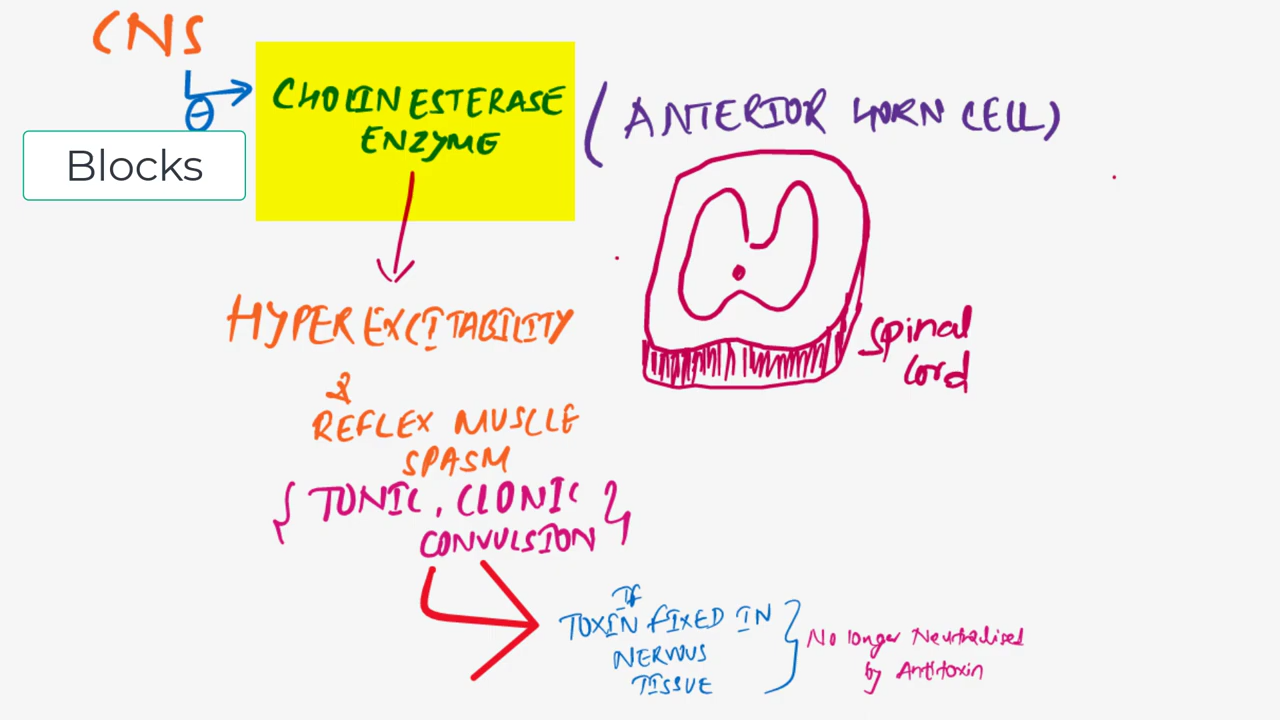 CNS
θ
Blocks
CHOLINESTERASE
ENZYME
(ANTERIOR HORN CELL)
Spinal
Cord
HYPEREXCITABILITY
&
REFLEX MUSCLE
SPASM
{ TONIC, CLONIC }
CONVULSION
If
TOXIN FIXED IN
NERVOUS
TISSUE
No longer Neutralised
by Antitoxin